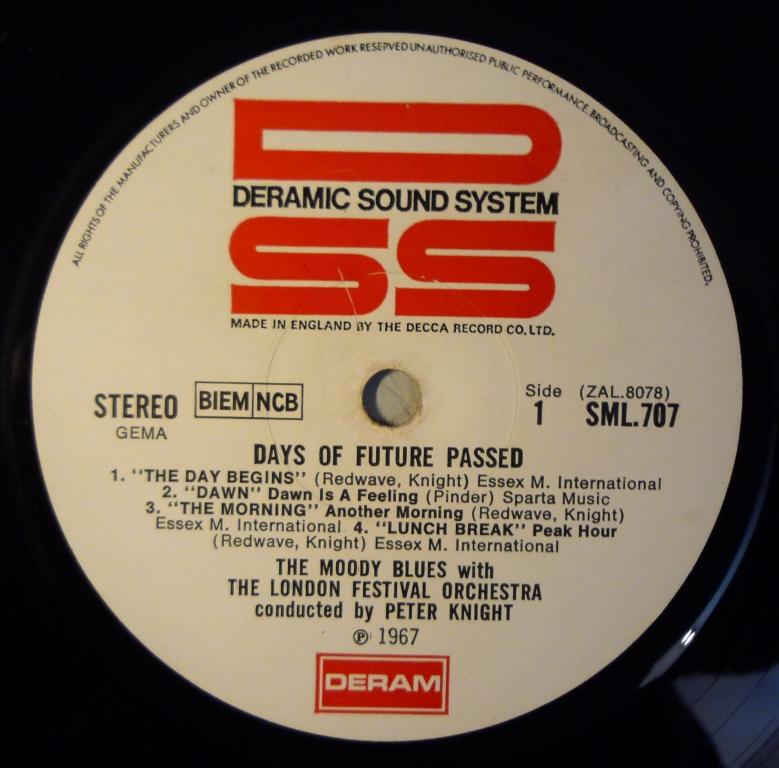 ALL RIGHTS OF THE MANUFACTURERS AND OWNER OF THE RECORDED WORK RESERVED UNAUTHORISED PUBLIC PERFORMANCE, BROADCASTING AND COPYING PROHIBITED.
D
DERAMIC SOUND SYSTEM
SS
MADE IN ENGLAND BY THE DECCA RECORD CO. LTD.
STEREO BIEM NCB Side (ZAL.8078)
GEMA 1 SML.707
DAYS OF FUTURE PASSED
1. "THE DAY BEGINS" (Redwave, Knight) Essex M. International
2. "DAWN" Dawn Is A Feeling (Pinder) Sparta Music
3. "THE MORNING" Another Morning (Redwave, Knight)
Essex M. International 4. "LUNCH BREAK" Peak Hour
(Redwave, Knight) Essex M. International
THE MOODY BLUES with
THE LONDON FESTIVAL ORCHESTRA
conducted by PETER KNIGHT
℗ 1967
DERAM